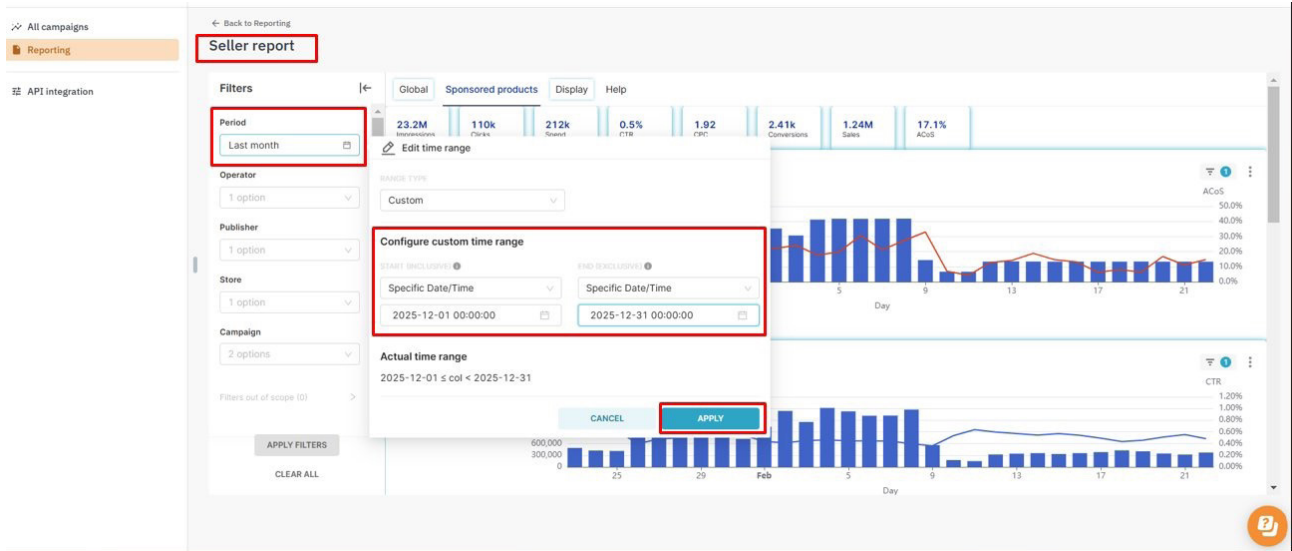 All campaigns
Reporting
API integration
Back to Reporting
Seller report
Filters
Period
Last month
Operator
1 option
Publisher
1 option
Store
1 option
Campaign
2 options
Filters out of scope (0)
APPLY FILTERS
CLEAR ALL
Global Sponsored products Display Help
23.2M 110k 212k 0.5% 1.92 2.41k 1.24M 17.1%
Impressions Clicks Spend CTR CPC Conversions Sales ACoS
Edit time range
RANGE TYPE
Custom
Configure custom time range
START (INCLUSIVE) END (EXCLUSIVE)
Specific Date/Time Specific Date/Time
2025-12-01 00:00:00 2025-12-31 00:00:00
Actual time range
2025-12-01 ≤ col < 2025-12-31
CANCEL APPLY
1
ACoS
50.0%
40.0%
30.0%
20.0%
10.0%
0.0%
5 9 13 17 21
Day
1
CTR
1.20%
1.00%
0.80%
0.60%
0.40%
0.20%
0.00%
600,000
300,000
0
25 29 Feb 5 9 13 17 21
Day